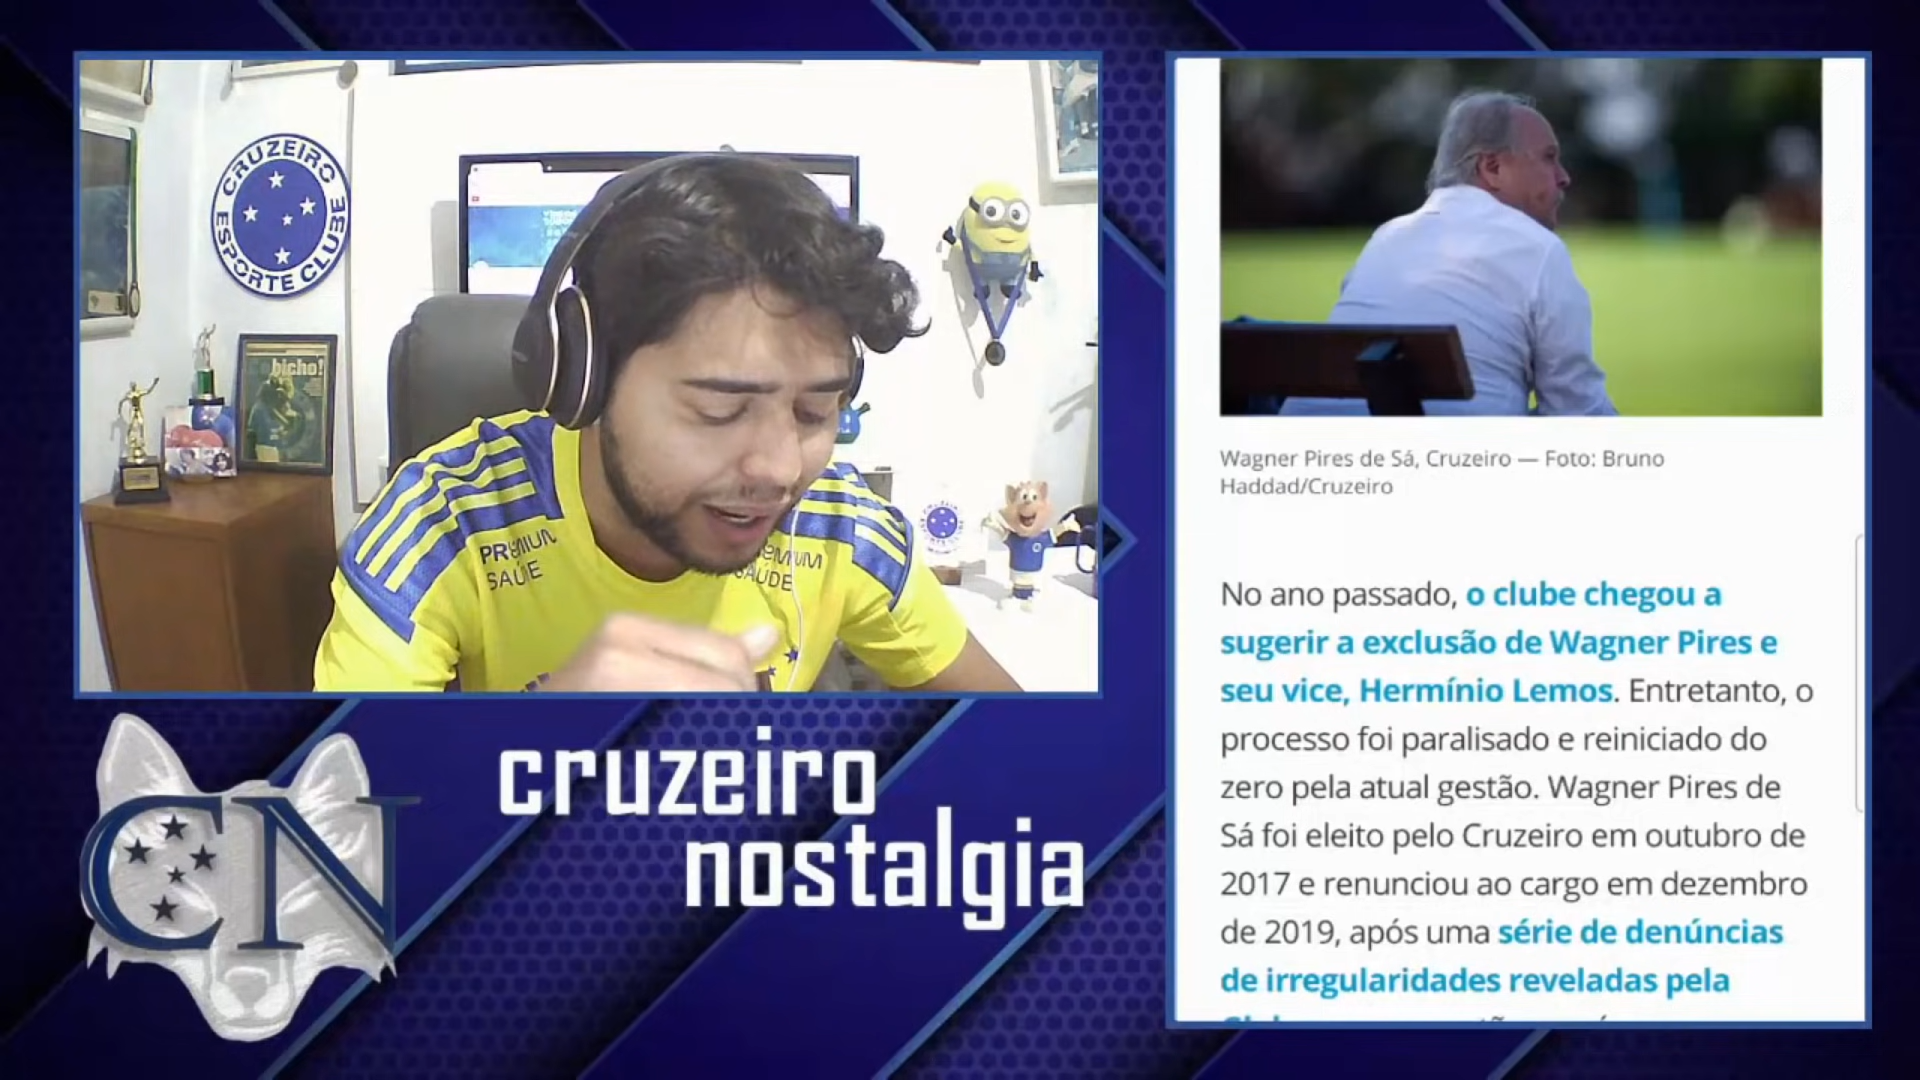 CRUZEIRO
ESPORTE CLUBE
bicho!
PREMIUM
SAÚDE
SAÚDE
CN
cruzeiro
nostalgia
Wagner Pires de Sá, Cruzeiro — Foto: Bruno
Haddad/Cruzeiro
No ano passado, o clube chegou a
sugerir a exclusão de Wagner Pires e
seu vice, Hermínio Lemos. Entretanto, o
processo foi paralisado e reiniciado do
zero pela atual gestão. Wagner Pires de
Sá foi eleito pelo Cruzeiro em outubro de
2017 e renunciou ao cargo em dezembro
de 2019, após uma série de denúncias
de irregularidades reveladas pela